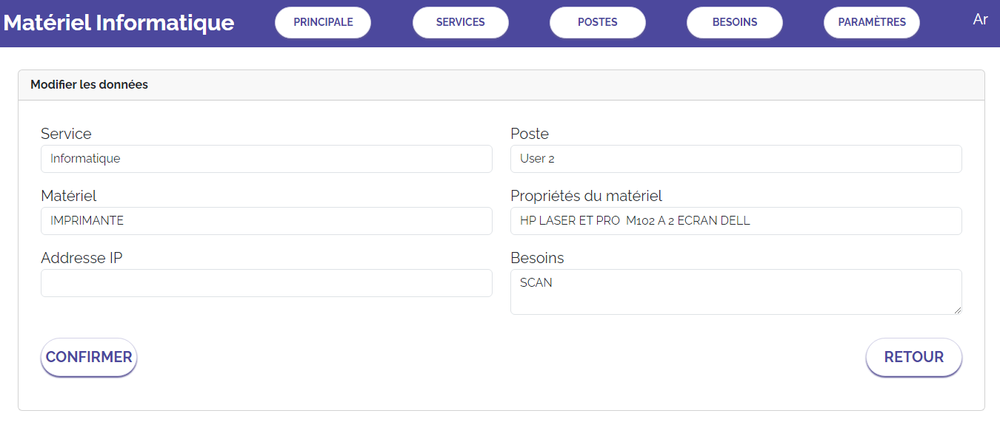 Matériel Informatique
PRINCIPALE
SERVICES
POSTES
BESOINS
PARAMÈTRES
Ar
Modifier les données
Service
Poste
Informatique
User 2
Matériel
Propriétés du matériel
IMPRIMANTE
HP LASER ET PRO  M102 A 2 ECRAN DELL
Addresse IP
Besoins
SCAN
CONFIRMER
RETOUR